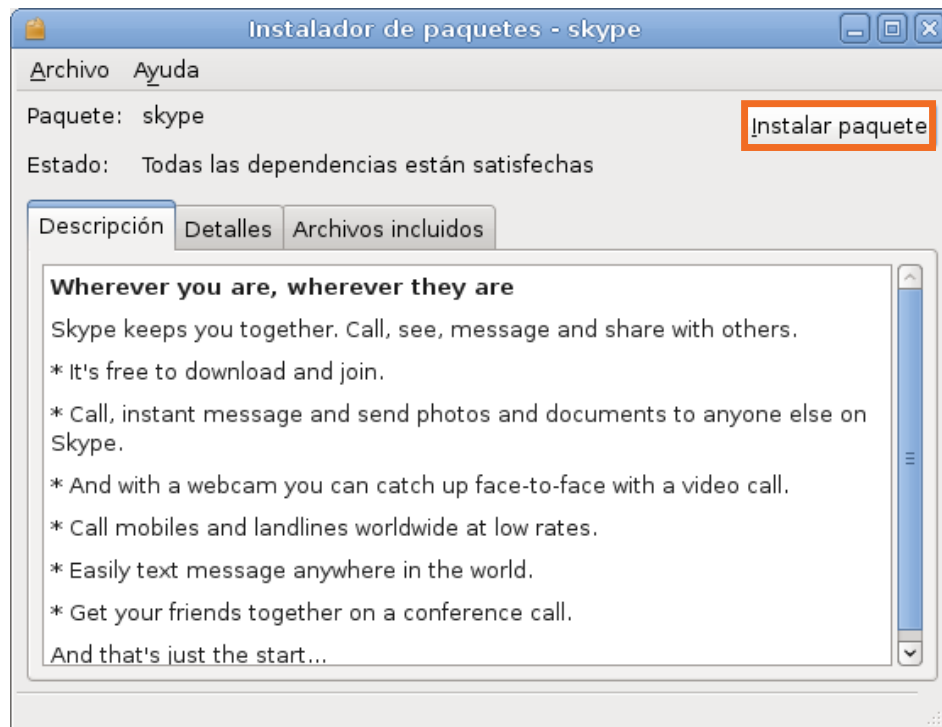 Instalador de paquetes - skype
Archivo Ayuda
Paquete: skype
Instalar paquete
Estado: Todas las dependencias están satisfechas
Descripción Detalles Archivos incluidos
Wherever you are, wherever they are
Skype keeps you together. Call, see, message and share with others.
* It's free to download and join.
* Call, instant message and send photos and documents to anyone else on
Skype.
* And with a webcam you can catch up face-to-face with a video call.
* Call mobiles and landlines worldwide at low rates.
* Easily text message anywhere in the world.
* Get your friends together on a conference call.
And that's just the start...